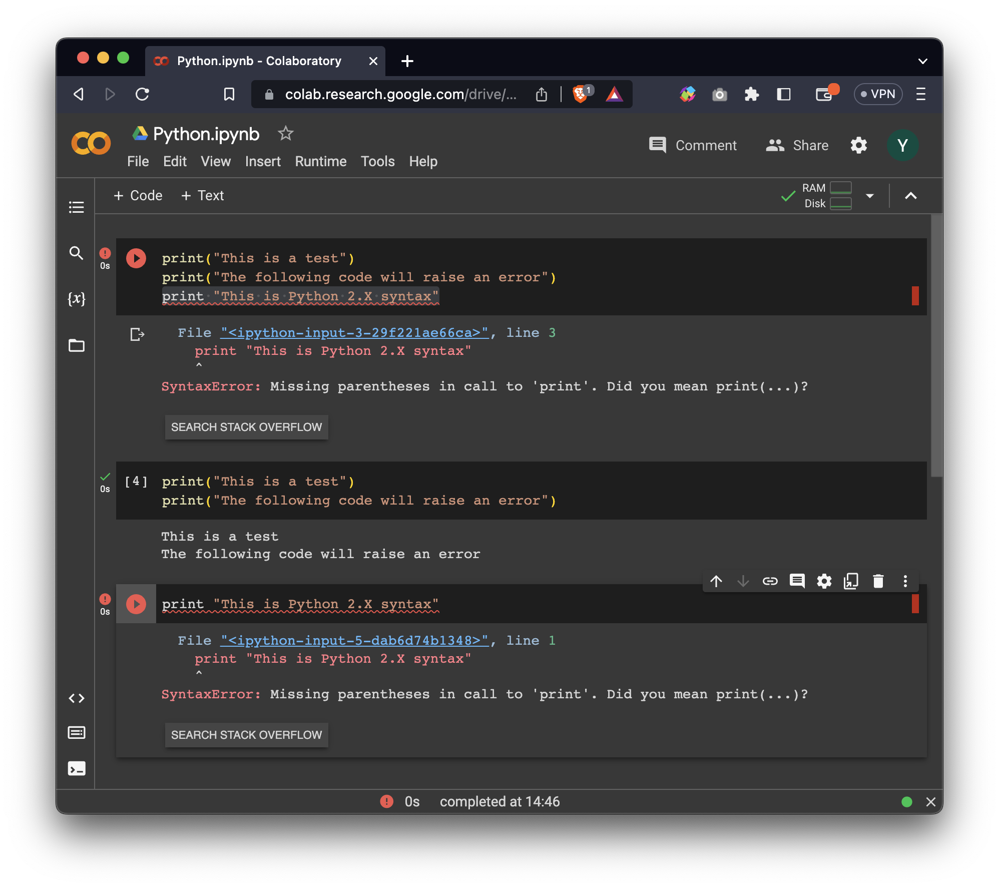 Python.ipynb - Colaboratory
colab.research.google.com/drive/... 1 VPN
Python.ipynb
Comment Share Y
File Edit View Insert Runtime Tools Help
+ Code + Text
RAM
Disk
print("This is a test")
0s
print("The following code will raise an error")
print "This is Python 2.X syntax"
{x}
File "<ipython-input-3-29f221ae66ca>", line 3
print "This is Python 2.X syntax"
^
SyntaxError: Missing parentheses in call to 'print'. Did you mean print(...)?
SEARCH STACK OVERFLOW
[4] print("This is a test")
0s
print("The following code will raise an error")
This is a test
The following code will raise an error
print "This is Python 2.X syntax"
0s
File "<ipython-input-5-dab6d74b1348>", line 1
print "This is Python 2.X syntax"
^
SyntaxError: Missing parentheses in call to 'print'. Did you mean print(...)?
SEARCH STACK OVERFLOW
0s completed at 14:46